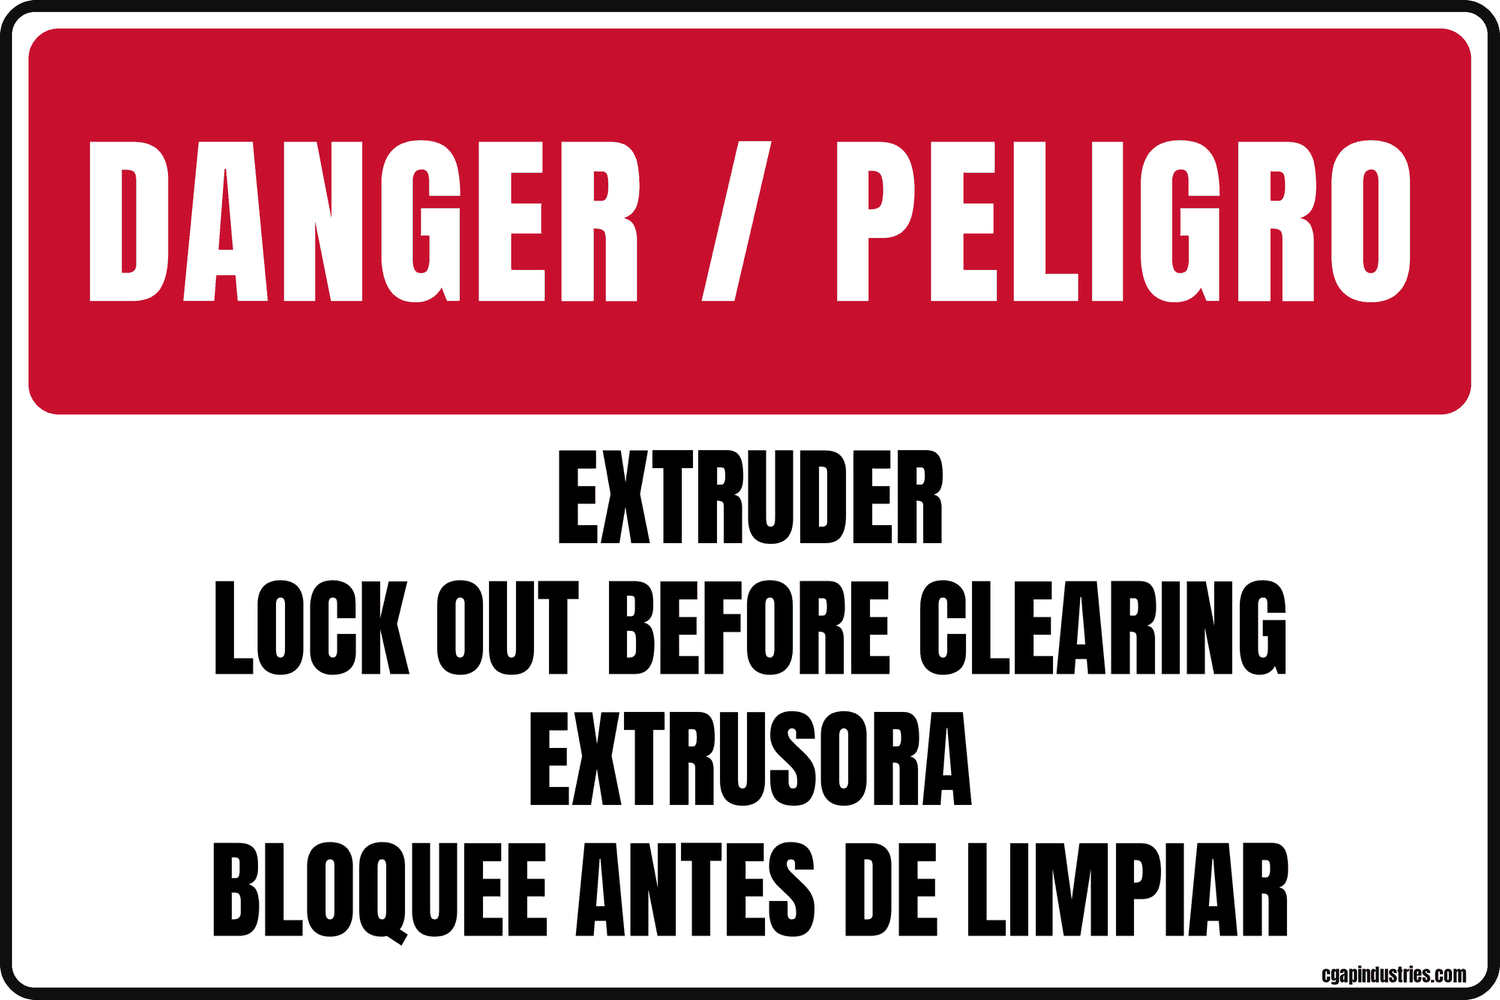 DANGER / PELIGRO
EXTRUDER
LOCK OUT BEFORE CLEARING
EXTRUSORA
BLOQUEE ANTES DE LIMPIAR
cgapindustries.com